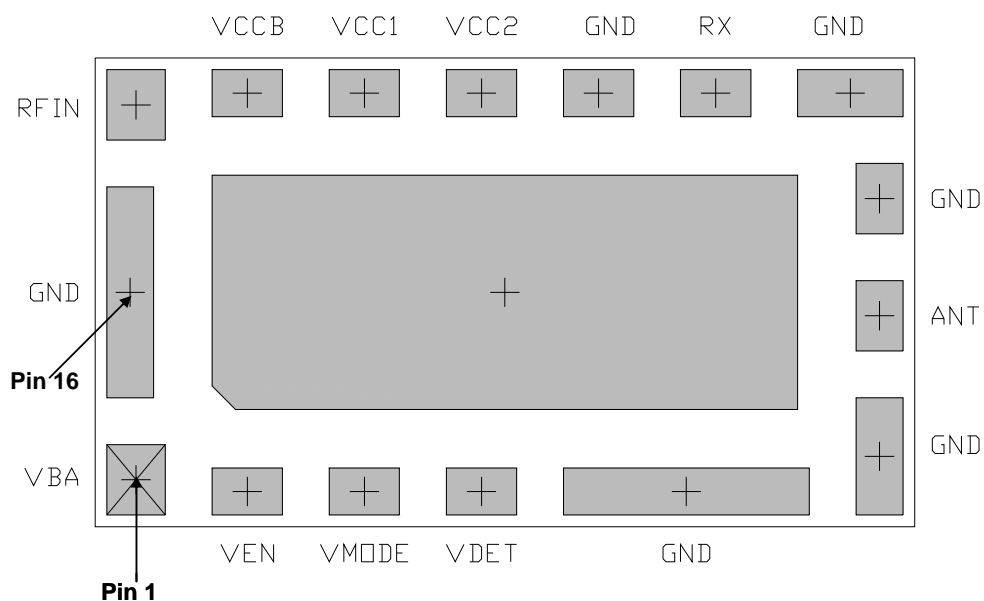 VCCB VCC1 VCC2 GND RX GND
RFIN
GND
GND
ANT
Pin 16
GND
VBA
VEN VMODE VDET GND
Pin 1